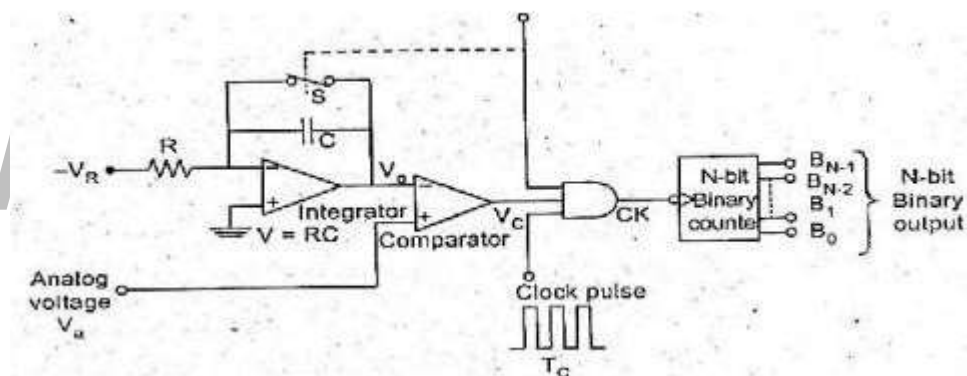 S
C
R
-V_R
V_o
Integrator
V = RC
Comparator
V_C
CK
N-bit
Binary
counte
B_N-1
B_N-2
B_1
B_0
N-bit
Binary
output
Analog
voltage
V_a
Clock pulse
T_C